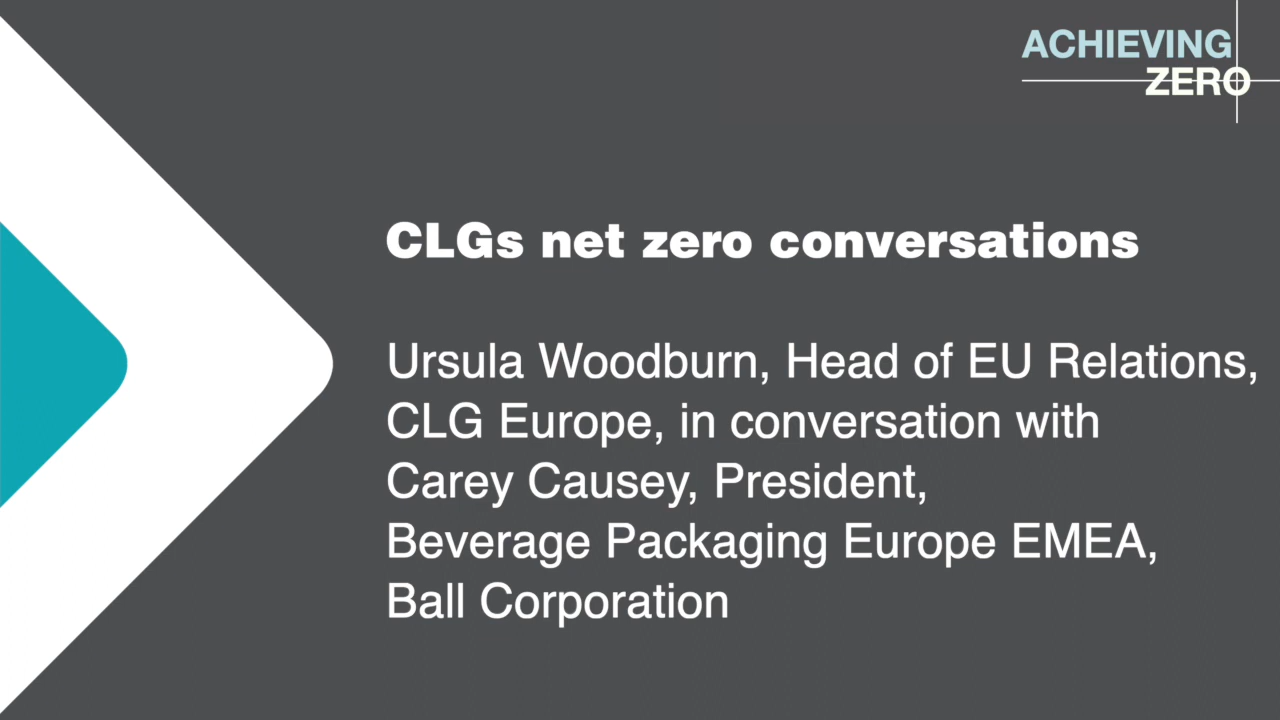 ACHIEVING
ZERO
CLGs net zero conversations
Ursula Woodburn, Head of EU Relations,
CLG Europe, in conversation with
Carey Causey, President,
Beverage Packaging Europe EMEA,
Ball Corporation